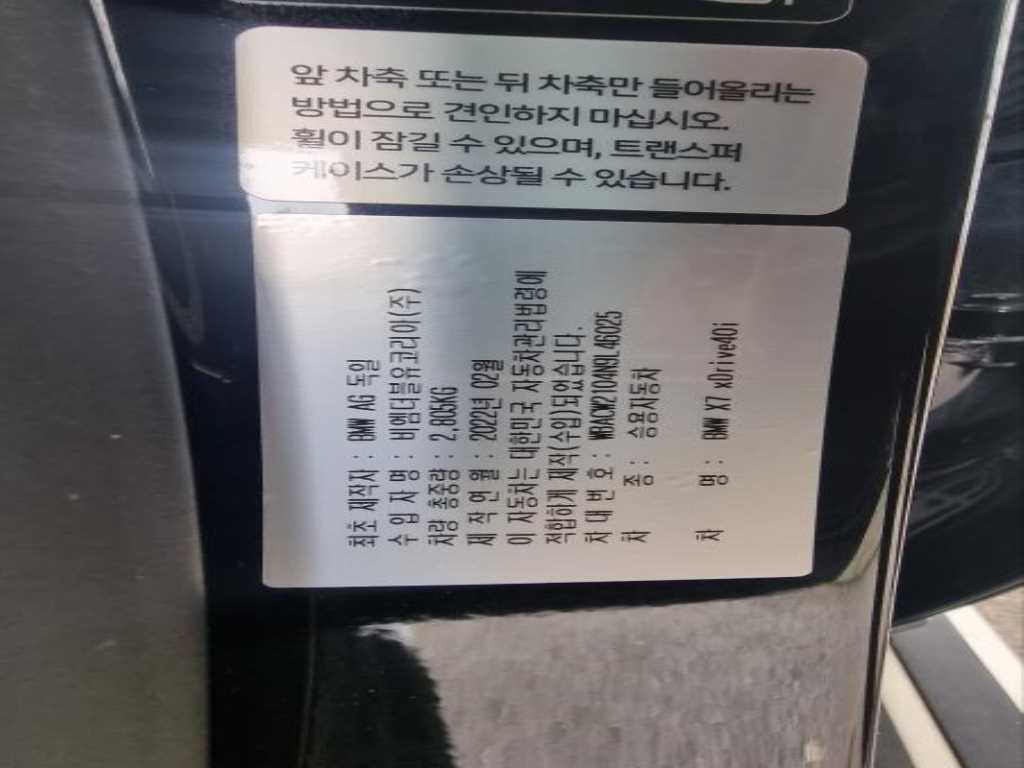 앞 차축 또는 뒤 차축만 들어올리는
방법으로 견인하지 마십시오.
휠이 잠길 수 있으며, 트랜스퍼
케이스가 손상될 수 있습니다.
최초 제작자 : BMW AG 독일
수 입 자 명 : 비엠더블유코리아(주)
차량 총중량 : 2,895KG
제 작 연 월 : 2022년 02월
이 자동차는 대한민국 자동차관리법령에
적합하게 제작(수입)되었습니다.
차 대 번 호 : WBACW2104N9L46025
차 종 : 승용자동차
차 명 : BMW X7 xDrive40i